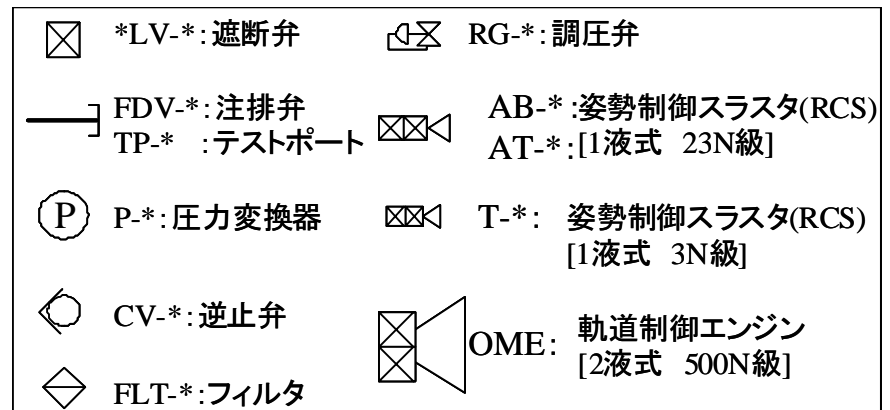 *LV-*:遮断弁
RG-*:調圧弁
FDV-*:注排弁
TP-* :テストポート
AB-*:姿勢制御スラスタ(RCS)
AT-*:[1液式 23N級]
P P-*:圧力変換器
T-*: 姿勢制御スラスタ(RCS)
[1液式 3N級]
CV-*:逆止弁
OME: 軌道制御エンジン
[2液式 500N級]
FLT-*:フィルタ